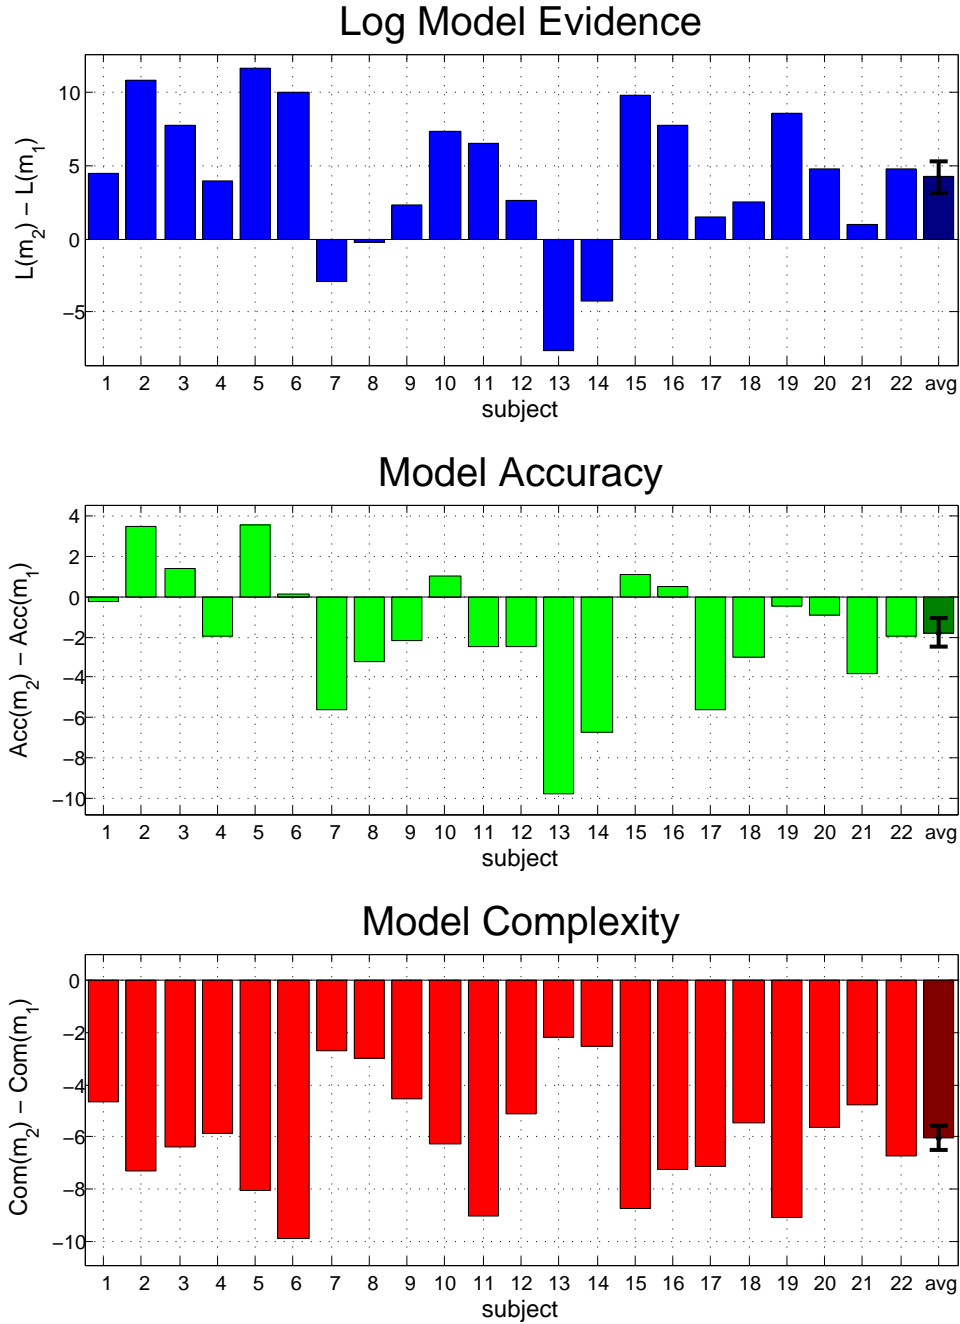 Log Model Evidence
L(m2) − L(m1)
10
5
0
−5
1 2 3 4 5 6 7 8 9 10 11 12 13 14 15 16 17 18 19 20 21 22 avg
subject
Model Accuracy
Acc(m2) − Acc(m1)
4
2
0
−2
−4
−6
−8
−10
1 2 3 4 5 6 7 8 9 10 11 12 13 14 15 16 17 18 19 20 21 22 avg
subject
Model Complexity
Com(m2) − Com(m1)
0
−2
−4
−6
−8
−10
1 2 3 4 5 6 7 8 9 10 11 12 13 14 15 16 17 18 19 20 21 22 avg
subject